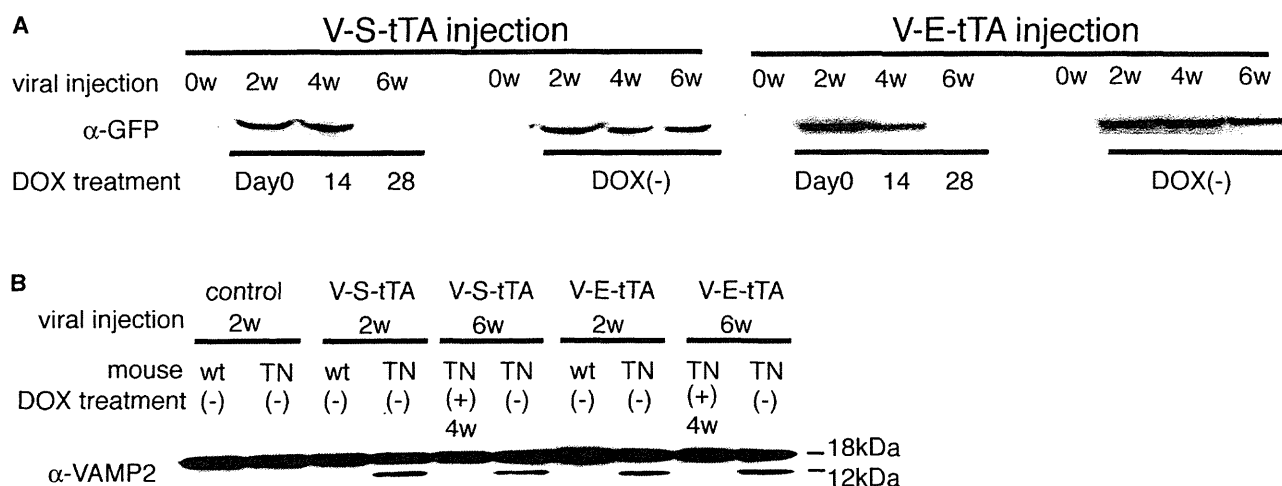 A
V-S-tTA injection V-E-tTA injection
viral injection 0w 2w 4w 6w 0w 2w 4w 6w 0w 2w 4w 6w 0w 2w 4w 6w
α-GFP
DOX treatment Day0 14 28 DOX(-) Day0 14 28 DOX(-)
B
control V-S-tTA V-S-tTA V-E-tTA V-E-tTA
viral injection 2w 2w 6w 2w 6w
mouse wt TN wt TN TN TN wt TN TN TN
DOX treatment (-) (-) (-) (-) (+) (-) (-) (-) (+) (-)
4w 4w
18kDa
α-VAMP2 12kDa